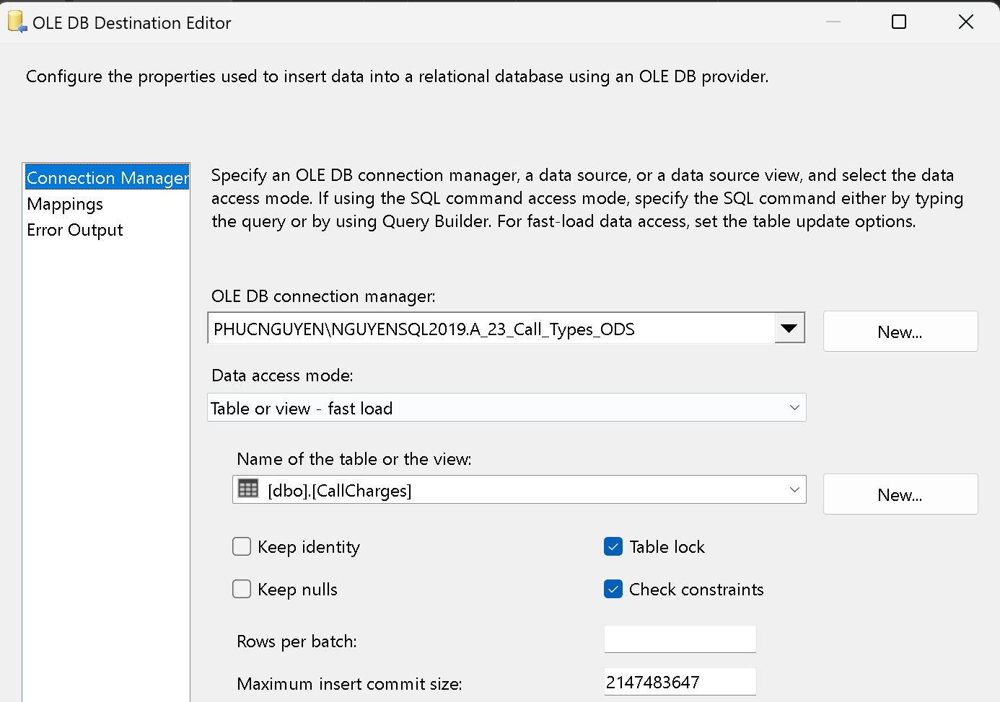 OLE DB Destination Editor
Configure the properties used to insert data into a relational database using an OLE DB provider.
Connection Manager
Mappings
Error Output
Specify an OLE DB connection manager, a data source, or a data source view, and select the data
access mode. If using the SQL command access mode, specify the SQL command either by typing
the query or by using Query Builder. For fast-load data access, set the table update options.
OLE DB connection manager:
PHUCNGUYEN\NGUYENSQL2019.A_23_Call_Types_ODS
New...
Data access mode:
Table or view - fast load
Name of the table or the view:
[dbo].[CallCharges]
New...
Keep identity
Table lock
Keep nulls
Check constraints
Rows per batch:
Maximum insert commit size:
2147483647